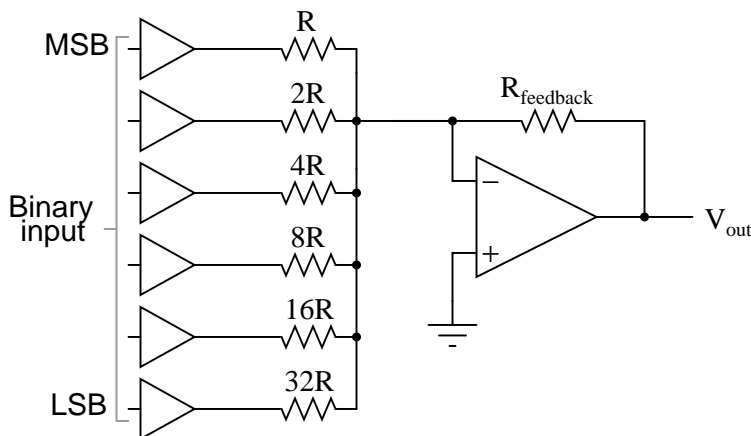 MSB
R
2R
R_feedback
4R
Binary
input
8R
V_out
16R
LSB
32R
−
+